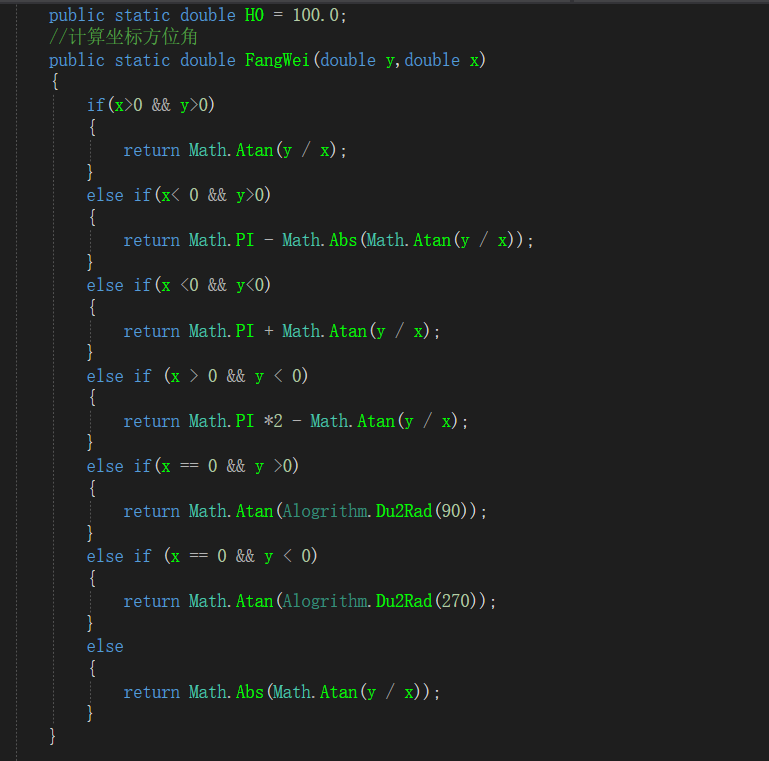 public static double H0 = 100.0;
//计算坐标方位角
public static double FangWei(double y,double x)
{
if(x>0 && y>0)
{
return Math.Atan(y / x);
}
else if(x< 0 && y>0)
{
return Math.PI - Math.Abs(Math.Atan(y / x));
}
else if(x <0 && y<0)
{
return Math.PI + Math.Atan(y / x);
}
else if (x > 0 && y < 0)
{
return Math.PI *2 - Math.Atan(y / x);
}
else if(x == 0 && y >0)
{
return Math.Atan(Alogrithm.Du2Rad(90));
}
else if (x == 0 && y < 0)
{
return Math.Atan(Alogrithm.Du2Rad(270));
}
else
{
return Math.Abs(Math.Atan(y / x));
}
}